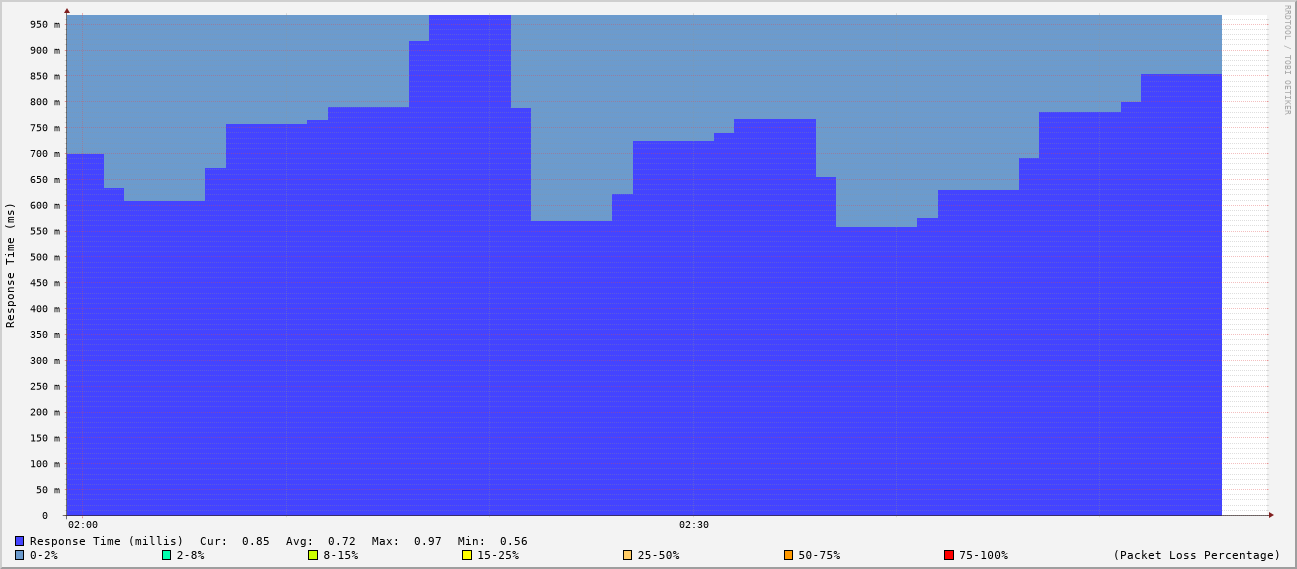 RRDTOOL / TOBI OETIKER
Response Time (ms)
950 m
900 m
850 m
800 m
750 m
700 m
650 m
600 m
550 m
500 m
450 m
400 m
350 m
300 m
250 m
200 m
150 m
100 m
50 m
0
02:00 02:30
Response Time (millis) Cur: 0.85 Avg: 0.72 Max: 0.97 Min: 0.56
0-2% 2-8% 8-15% 15-25% 25-50% 50-75% 75-100% (Packet Loss Percentage)